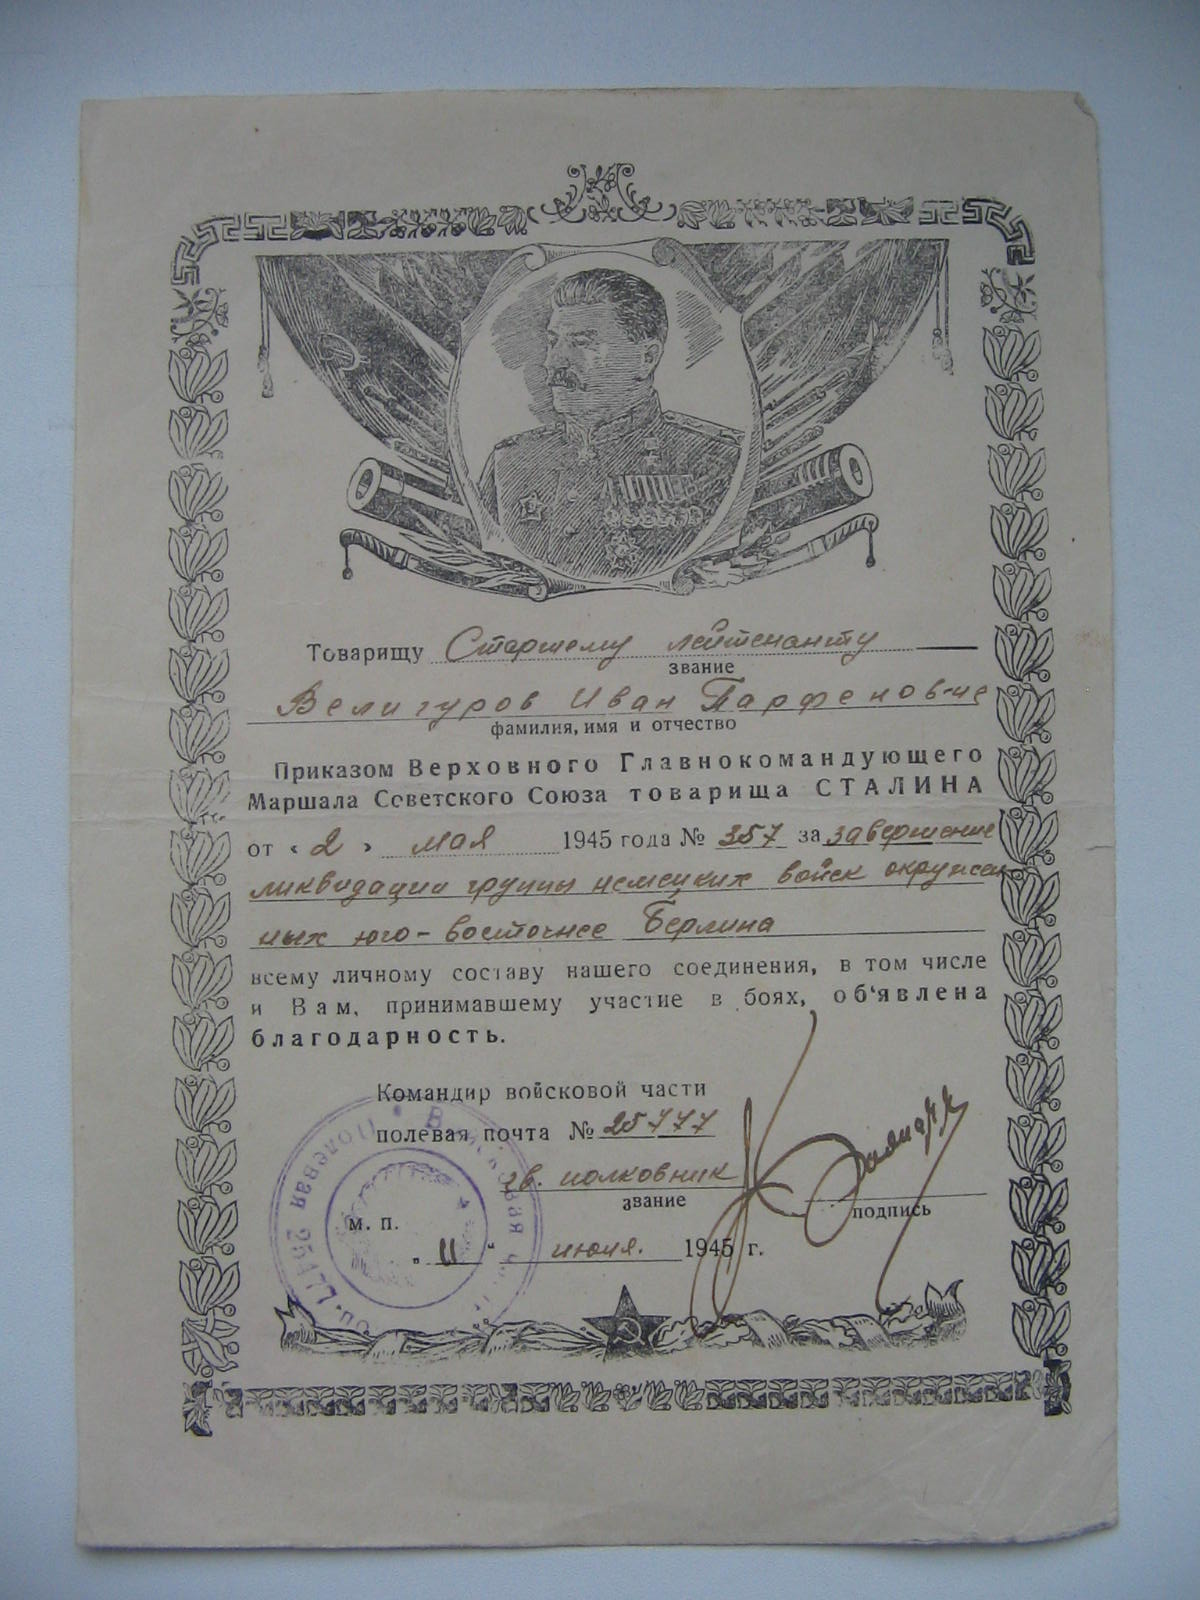 Товарищу Старшему лейтенанту
звание
Велигуров Иван Парфенович
фамилия, имя и отчество
Приказом Верховного Главнокомандующего
Маршала Советского Союза товарища СТАЛИНА
от «2» мая 1945 года № 357 за завершение
ликвидации группы немецких войск окружен
ных юго-восточнее Берлина
всему личному составу нашего соединения, в том числе
и Вам, принимавшему участие в боях, об'явлена
благодарность.
Командир войсковой части
полевая почта № 25777
гв. полковник
звание
подпись
м. п.
„11“ июня. 1945 г.
Полевая